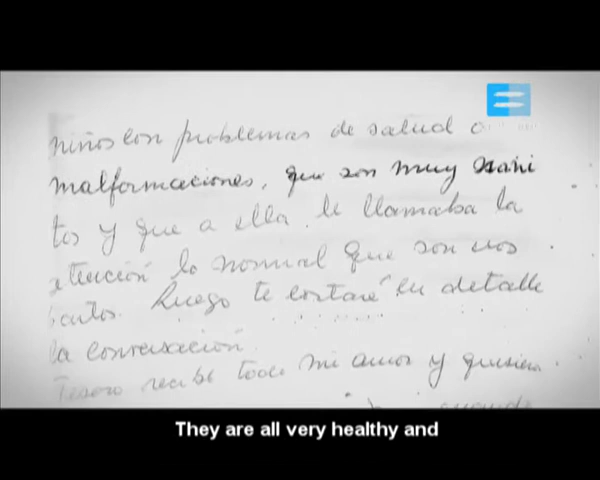 niños con problemas de salud o
malformaciones, que son muy sani
tos y que a ella le llamaba la
atención lo normal que son los
partos. Luego te contaré en detalle
la conversación.
Tesoro recibe todo mi amor y quisiera
They are all very healthy and